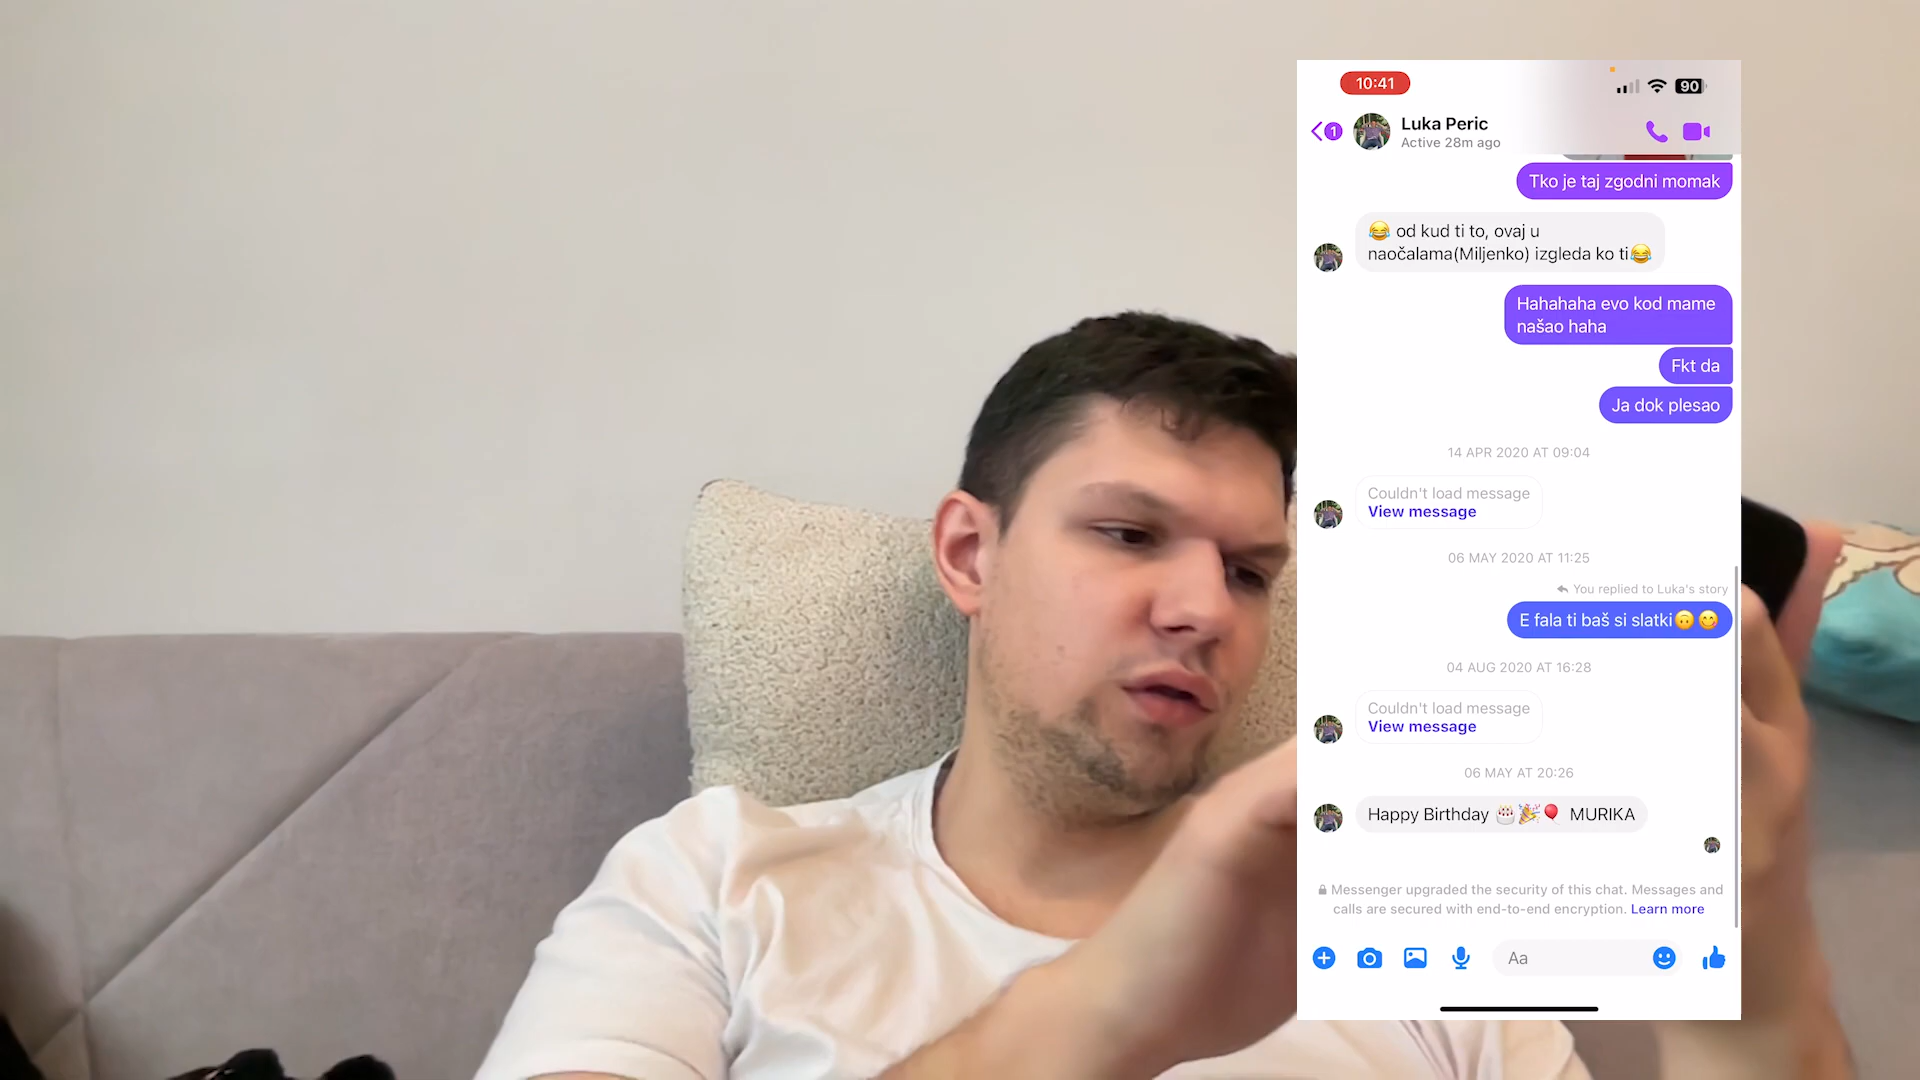 10:41
90
1
Luka Peric
Active 28m ago
Tko je taj zgodni momak
😂 od kud ti to, ovaj u
naočalama(Miljenko) izgleda ko ti😂
Hahahaha evo kod mame
našao haha
Fkt da
Ja dok plesao
14 APR 2020 AT 09:04
Couldn't load message
View message
06 MAY 2020 AT 11:25
You replied to Luka's story
E fala ti baš si slatki🙃😋
04 AUG 2020 AT 16:28
Couldn't load message
View message
06 MAY AT 20:26
Happy Birthday 🎂🎉🎈 MURIKA
Messenger upgraded the security of this chat. Messages and
calls are secured with end-to-end encryption. Learn more
Aa